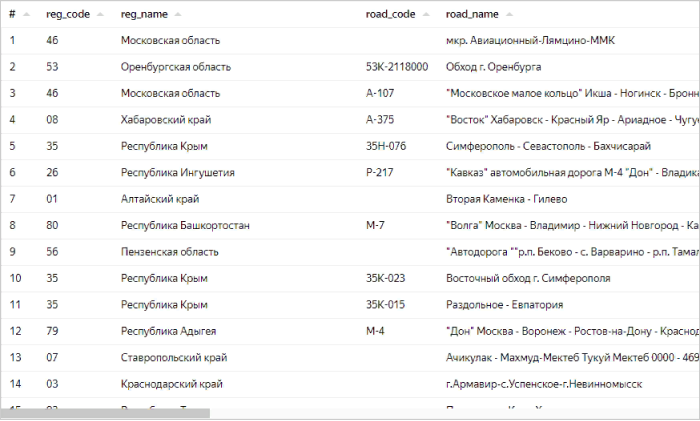 # reg_code reg_name road_code road_name
1 46 Московская область мкр. Авиационный-Лямцино-ММК
2 53 Оренбургская область 53К-2118000 Обход г. Оренбурга
3 46 Московская область А-107 "Московское малое кольцо" Икша - Ногинск - Бронн
4 08 Хабаровский край А-375 "Восток" Хабаровск - Красный Яр - Ариадное - Чугуе
5 35 Республика Крым 35Н-076 Симферополь - Севастополь - Бахчисарай
6 26 Республика Ингушетия Р-217 "Кавказ" автомобильная дорога М-4 "Дон" - Владика
7 01 Алтайский край Вторая Каменка - Гилево
8 80 Республика Башкортостан М-7 "Волга" Москва - Владимир - Нижний Новгород - Ка
9 56 Пензенская область "Автодорога ""р.п. Беково - с. Варварино - р.п. Тамал
10 35 Республика Крым 35К-023 Восточный обход г. Симферополя
11 35 Республика Крым 35К-015 Раздольное - Евпатория
12 79 Республика Адыгея М-4 "Дон" Москва - Воронеж - Ростов-на-Дону - Краснод
13 07 Ставропольский край Ачикулак - Махмуд-Мектеб Тукуй Мектеб 0000 - 469
14 03 Краснодарский край г.Армавир-с.Успенское-г.Невинномысск